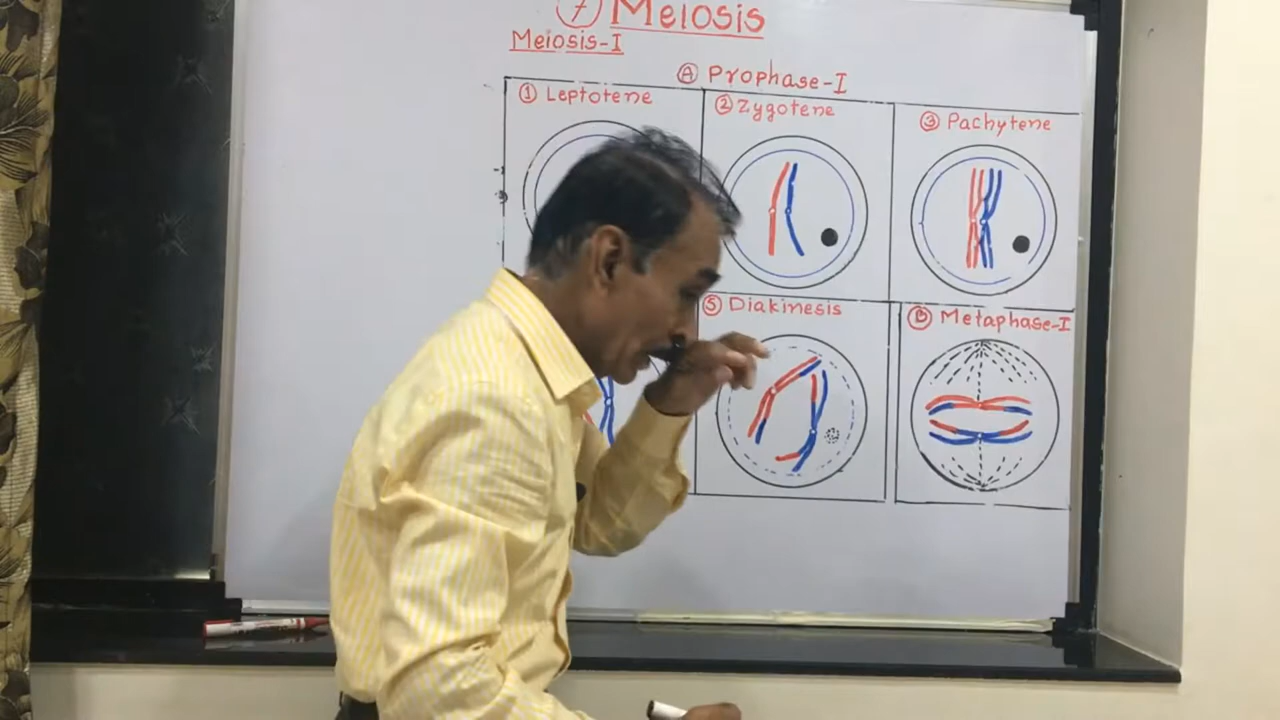 ⑦ Meiosis
Meiosis-I
Ⓐ Prophase-I
① Leptotene
② Zygotene
③ Pachytene
⑤ Diakinesis
Ⓑ Metaphase-I